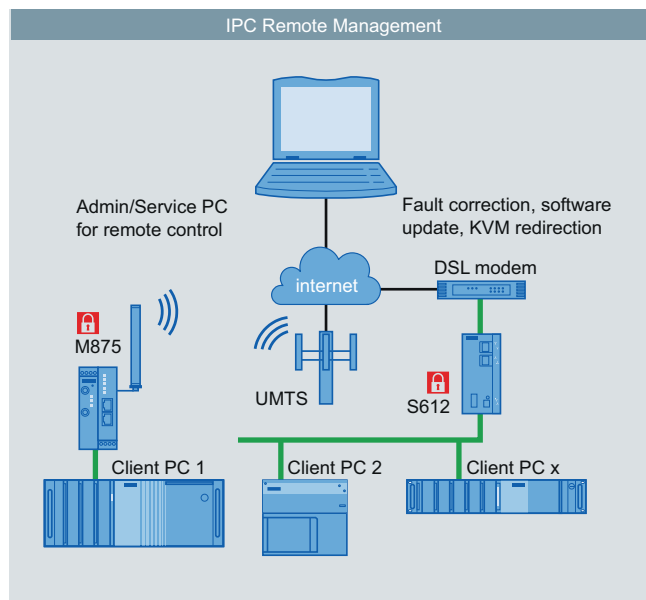 IPC Remote Management
Admin/Service PC
for remote control
Fault correction, software
update, KVM redirection
DSL modem
internet
M875
UMTS
S612
Client PC 1
Client PC 2
Client PC x